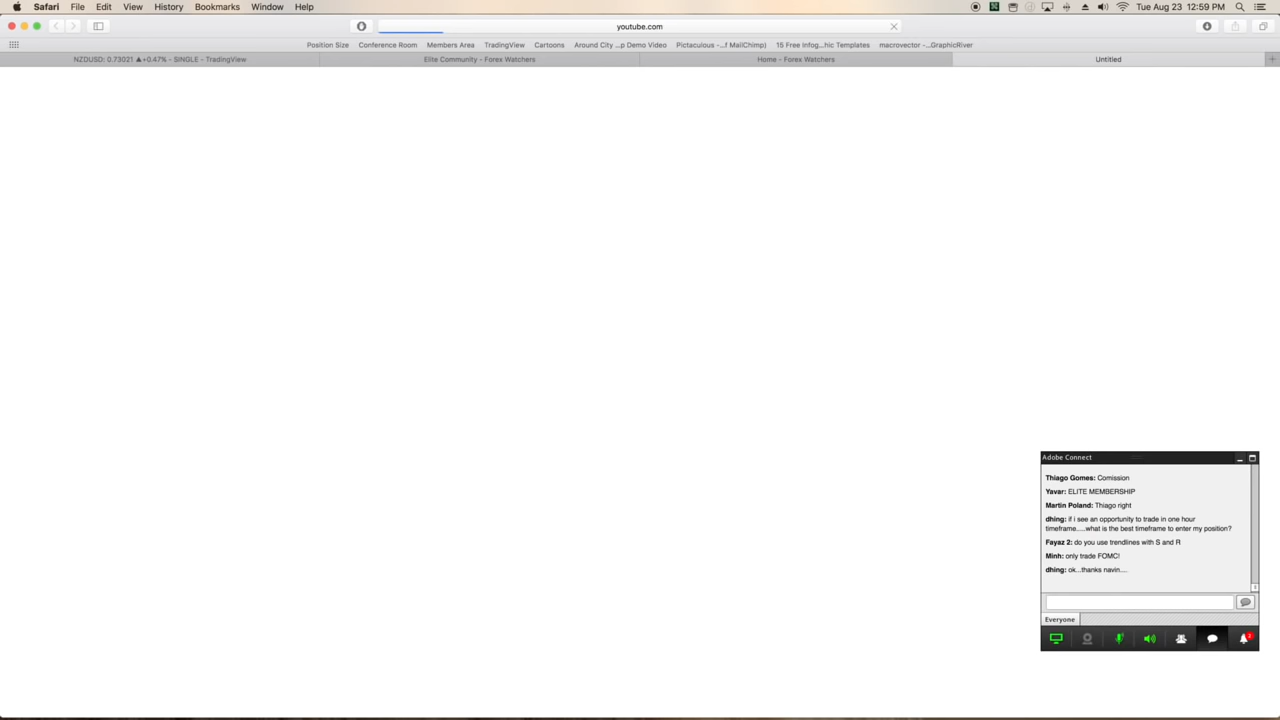 Safari File Edit View History Bookmarks Window Help Tue Aug 23 12:59 PM
youtube.com
Position Size Conference Room Members Area TradingView Cartoons Around City ...p Demo Video Pictaculous -...f MailChimp) 15 Free Infog...hic Templates macrovector -...GraphicRiver
NZDUSD: 0.73021 ▲+0.47% - SINGLE - TradingView Elite Community - Forex Watchers Home - Forex Watchers Untitled
Adobe Connect
Thiago Gomes: Comission
Yavar: ELITE MEMBERSHIP
Martin Poland: Thiago right
dhing: if i see an opportunity to trade in one hour
timeframe.....what is the best timeframe to enter my position?
Fayaz 2: do you use trendlines with S and R
Minh: only trade FOMC!
dhing: ok...thanks navin....
Everyone
2